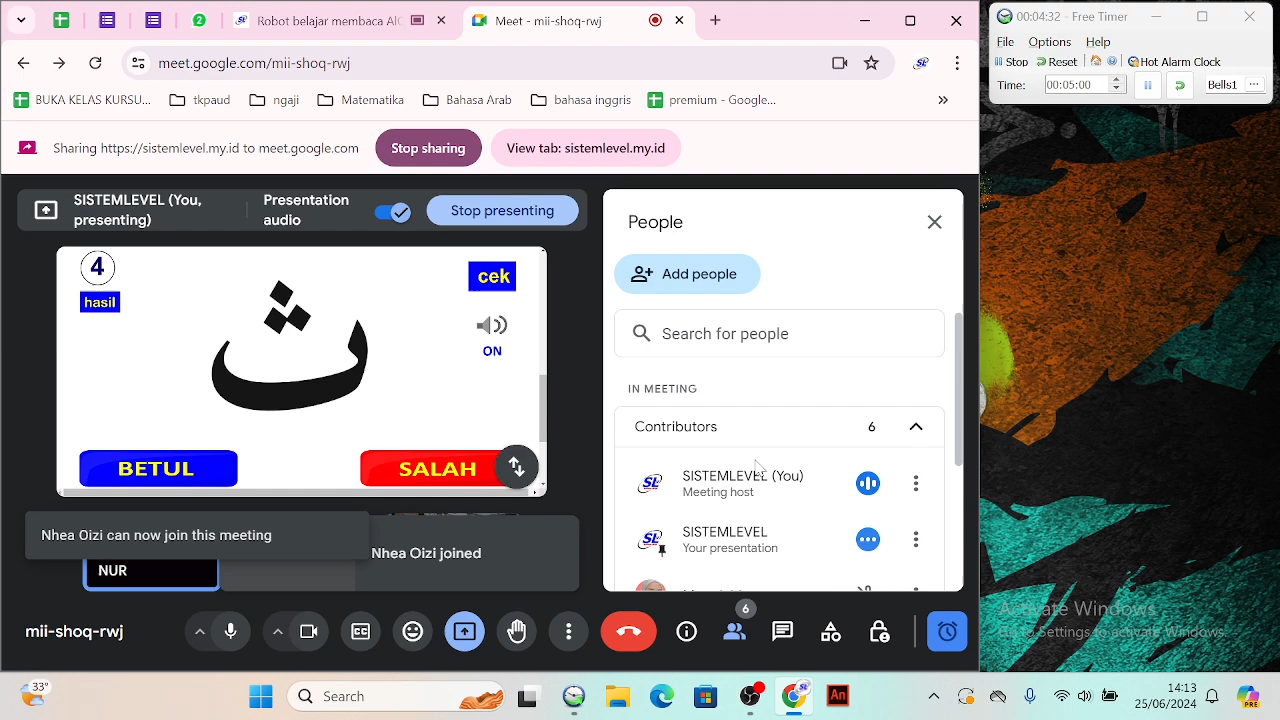 2
Robot Pintar Membaca Al
Meet - mii-shoq-rwj
00:04:32 - Free Timer
File Options Help
Stop Reset Hot Alarm Clock
Time: 00:05:00 Bells1 ...
meet.google.com/mii-shoq-rwj
BUKA KELAS KURSU... tkpaud ngaji Matematika Bahasa Arab bahasa inggris premium - Google...
Sharing https://sistemlevel.my.id to meet.google.com Stop sharing View tab: sistemlevel.my.id
SISTEMLEVEL (You, presenting)
Presentation audio
Stop presenting
4
hasil
cek
ON
ث
BETUL
SALAH
Nhea Oizi can now join this meeting
Nhea Oizi joined
NUR
People
Add people
Search for people
IN MEETING
Contributors 6
SISTEMLEVEL (You)
Meeting host
SISTEMLEVEL
Your presentation
mii-shoq-rwj
6
Activate Windows
Go to Settings to activate Windows.
33°
Search
14:13
25/06/2024
An
PRE